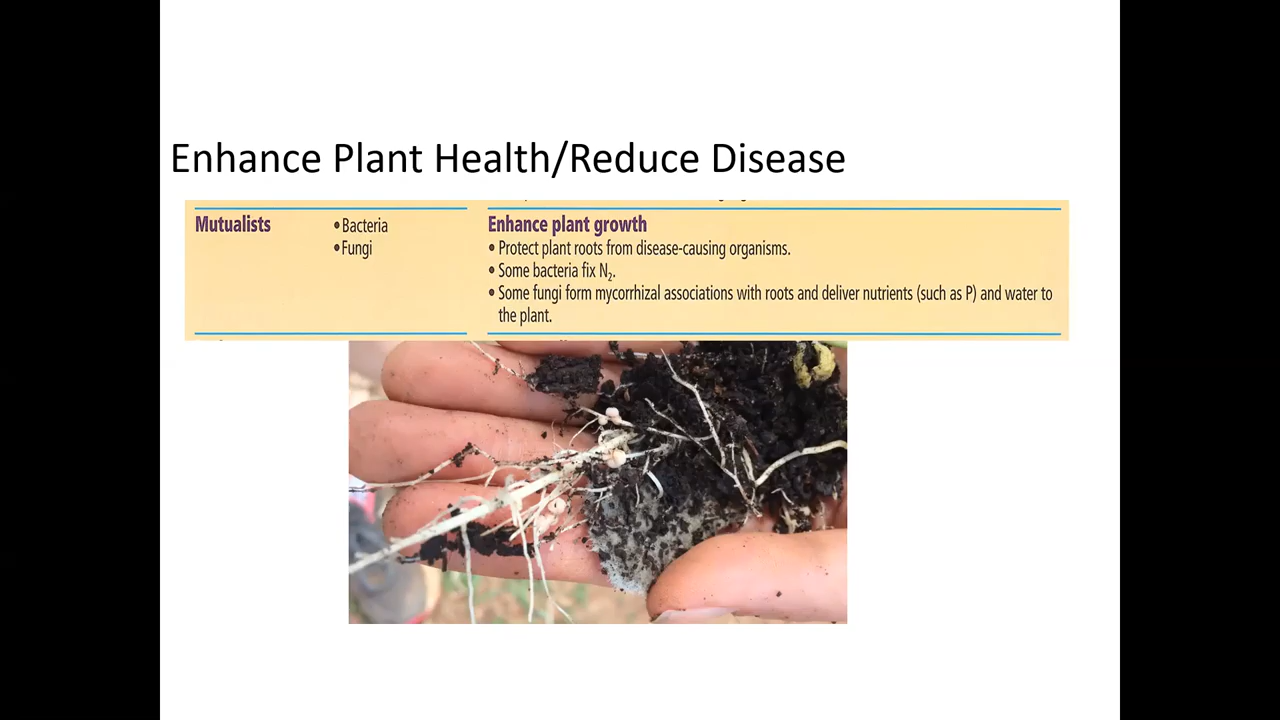 Enhance Plant Health/Reduce Disease
Mutualists
• Bacteria
• Fungi
Enhance plant growth
• Protect plant roots from disease-causing organisms.
• Some bacteria fix N₂.
• Some fungi form mycorrhizal associations with roots and deliver nutrients (such as P) and water to
the plant.